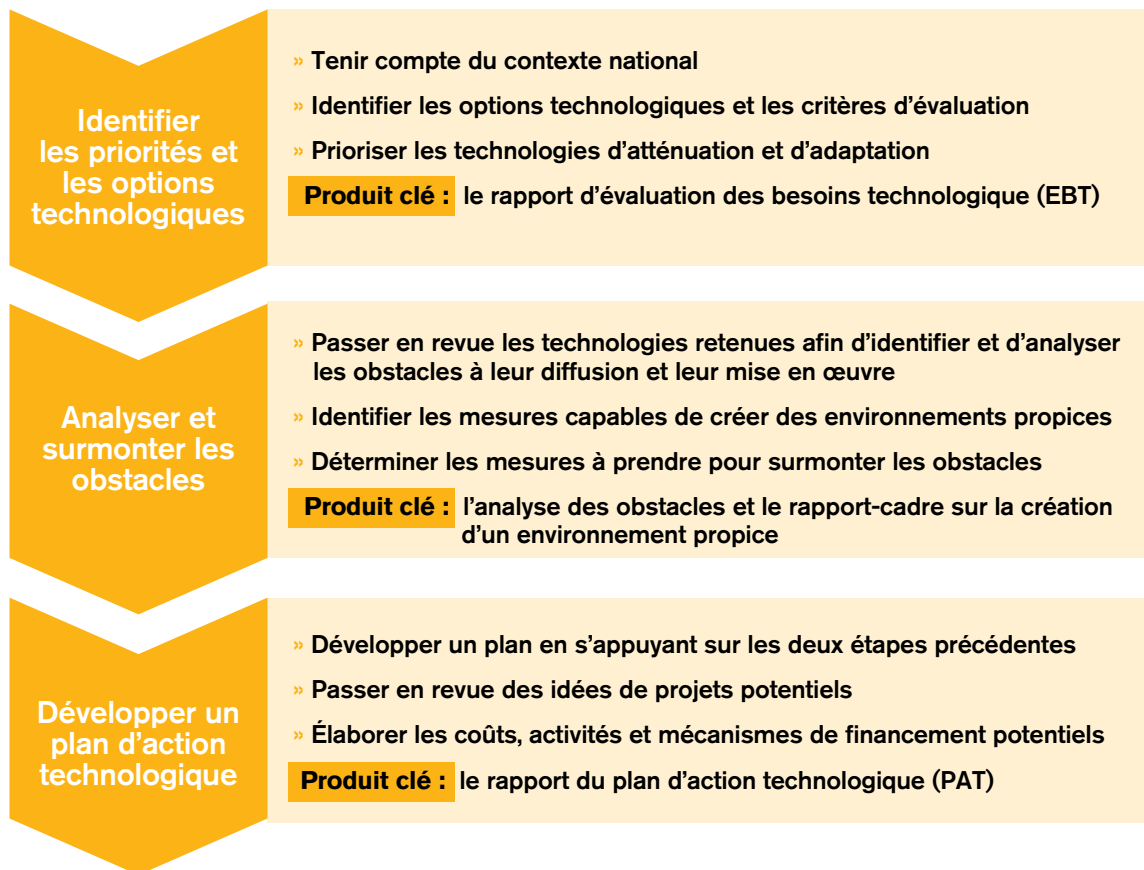 Identifier
les priorités et
les options
technologiques
» Tenir compte du contexte national
» Identifier les options technologiques et les critères d’évaluation
» Prioriser les technologies d’atténuation et d’adaptation
Produit clé : le rapport d’évaluation des besoins technologique (EBT)
Analyser et
surmonter les
obstacles
» Passer en revue les technologies retenues afin d’identifier et d’analyser
les obstacles à leur diffusion et leur mise en œuvre
» Identifier les mesures capables de créer des environnements propices
» Déterminer les mesures à prendre pour surmonter les obstacles
Produit clé : l’analyse des obstacles et le rapport-cadre sur la création
d’un environnement propice
Développer un
plan d’action
technologique
» Développer un plan en s’appuyant sur les deux étapes précédentes
» Passer en revue des idées de projets potentiels
» Élaborer les coûts, activités et mécanismes de financement potentiels
Produit clé : le rapport du plan d’action technologique (PAT)